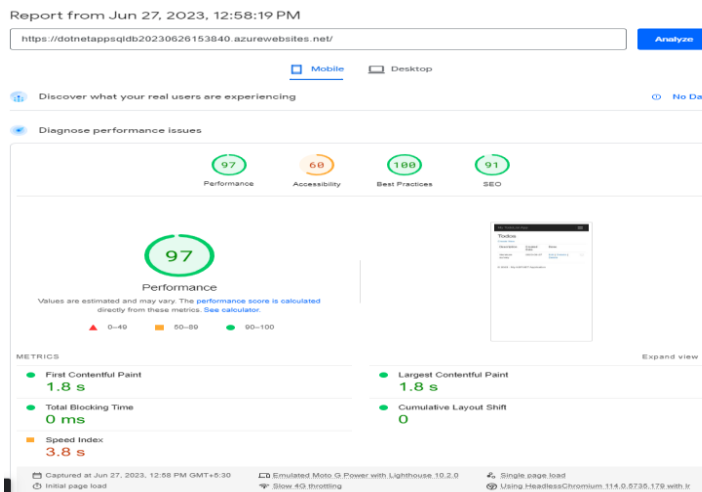 Report from Jun 27, 2023, 12:58:19 PM
https://dotnetappsqldb20230626153840.azurewebsites.net/
Analyze
Mobile
Desktop
Discover what your real users are experiencing
No Da
Diagnose performance issues
97
60
100
91
Performance
Accessibility
Best Practices
SEO
97
Performance
Values are estimated and may vary. The performance score is calculated
directly from these metrics. See calculator.
0–49
50–89
90–100
Todos
METRICS
Expand view
First Contentful Paint
1.8 s
Largest Contentful Paint
1.8 s
Total Blocking Time
0 ms
Cumulative Layout Shift
0
Speed Index
3.8 s
Captured at Jun 27, 2023, 12:58 PM GMT+5:30
Emulated Moto G Power with Lighthouse 10.2.0
Single page load
Initial page load
Slow 4G throttling
Using HeadlessChromium 114.0.5735.179 with lr